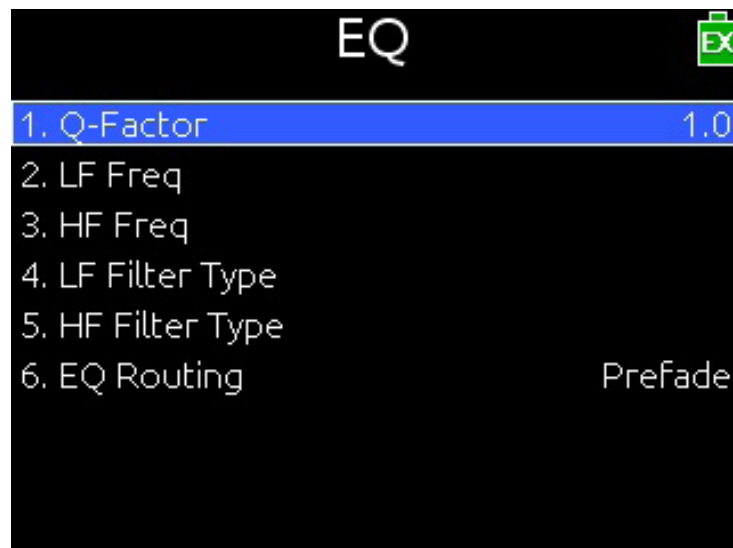 EQ
EX
1. Q-Factor 1.0
2. LF Freq
3. HF Freq
4. LF Filter Type
5. HF Filter Type
6. EQ Routing Prefade